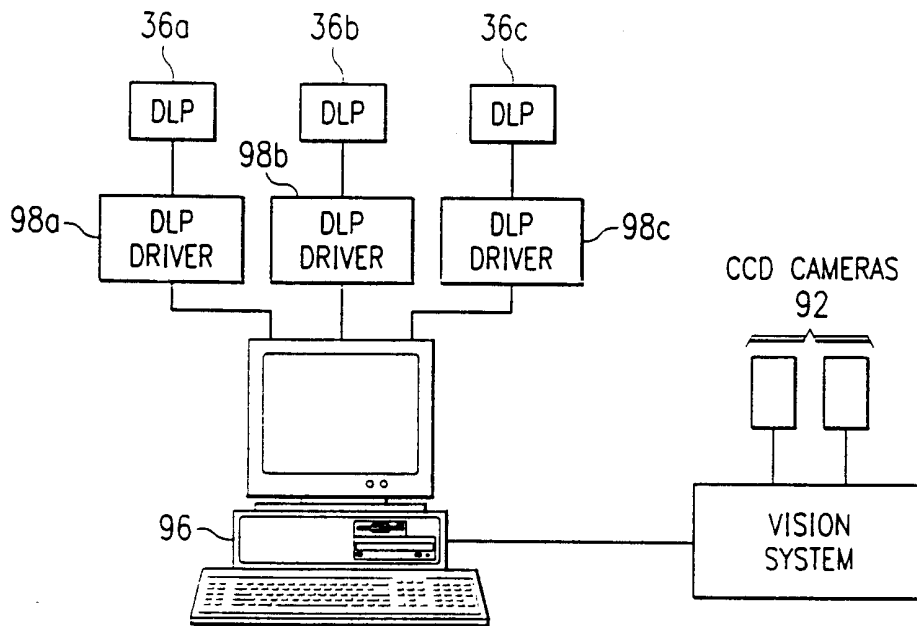 36a
36b
36c
DLP
DLP
DLP
98b
98a
DLP
DRIVER
DLP
DRIVER
DLP
DRIVER
98c
CCD CAMERAS
92
96
VISION
SYSTEM